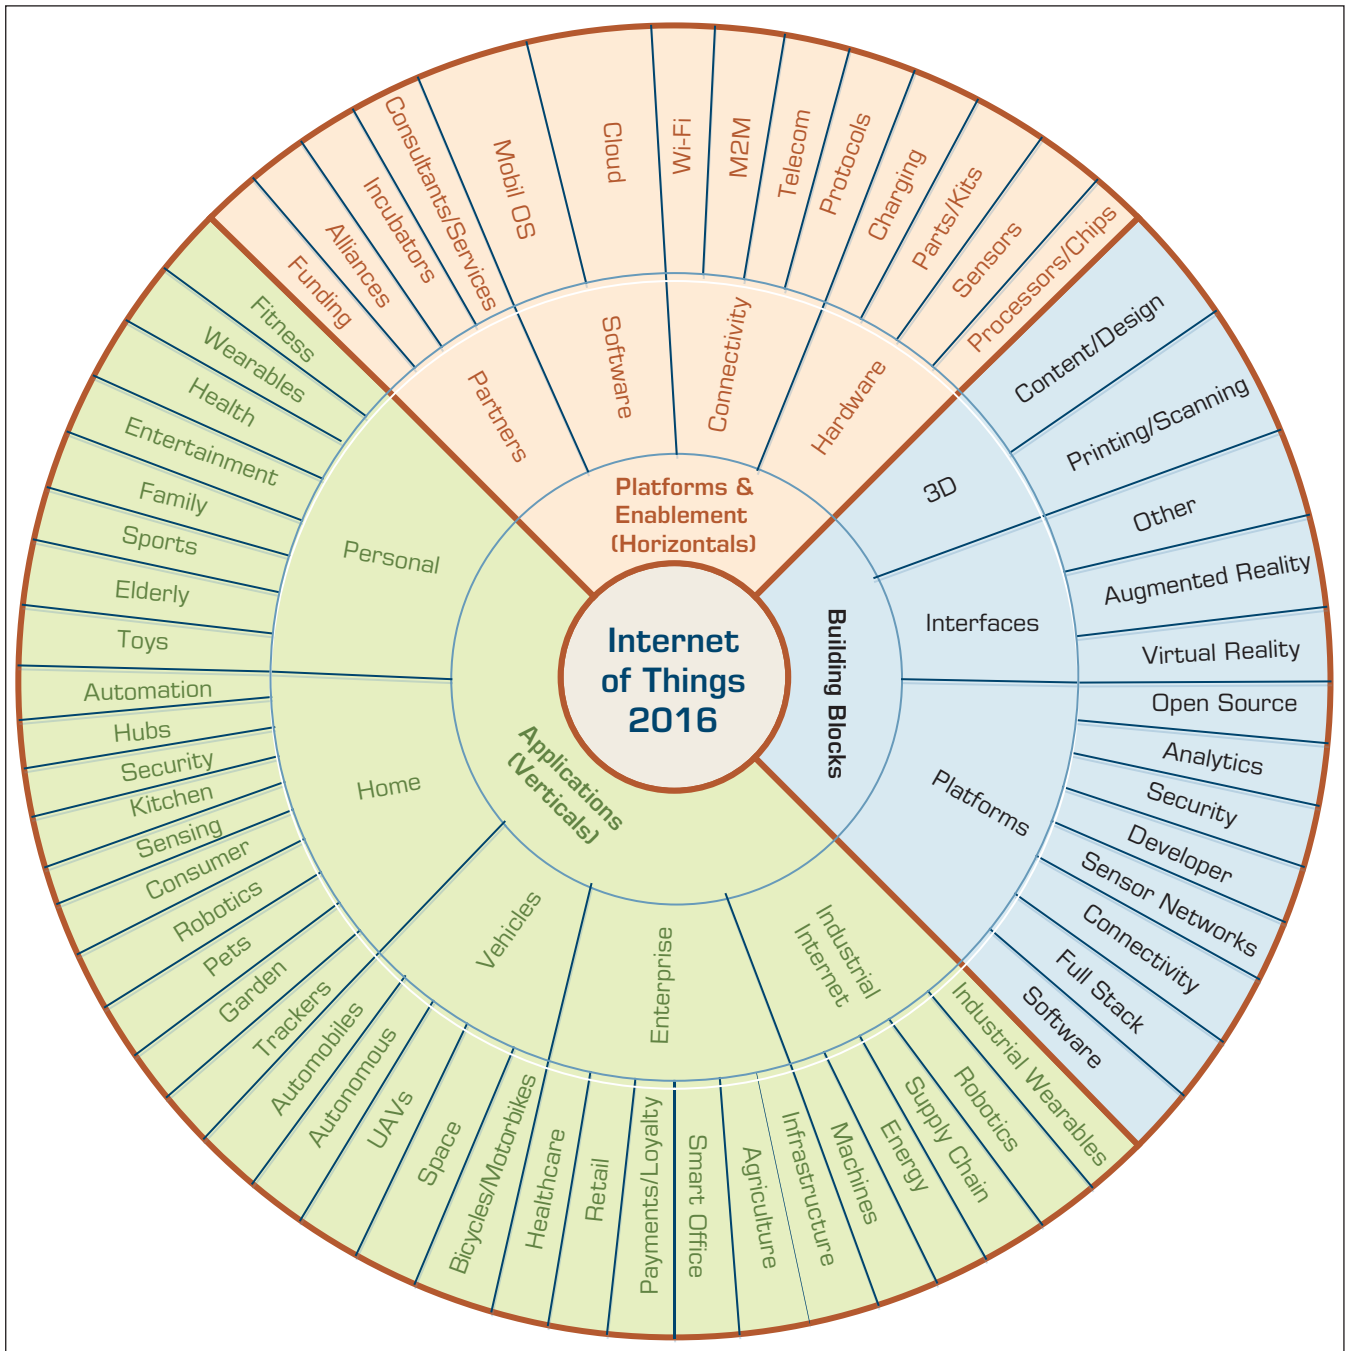 Internet
of Things
2016
Platforms &
Enablement
(Horizontals)
Partners
Software
Connectivity
Hardware
Funding
Alliances
Incubators
Consultants/Services
Mobil OS
Cloud
Wi-Fi
M2M
Telecom
Protocols
Charging
Parts/Kits
Sensors
Processors/Chips
Building Blocks
3D
Interfaces
Platforms
Content/Design
Printing/Scanning
Other
Augmented Reality
Virtual Reality
Open Source
Analytics
Security
Developer
Sensor Networks
Connectivity
Full Stack
Software
Applications
(Verticals)
Personal
Home
Vehicles
Enterprise
Industrial
Internet
Fitness
Wearables
Health
Entertainment
Family
Sports
Elderly
Toys
Automation
Hubs
Security
Kitchen
Sensing
Consumer
Robotics
Pets
Garden
Trackers
Automobiles
Autonomous
UAVs
Space
Bicycles/Motorbikes
Healthcare
Retail
Payments/Loyalty
Smart Office
Agriculture
Infrastructure
Machines
Energy
Supply Chain
Robotics
Industrial Wearables